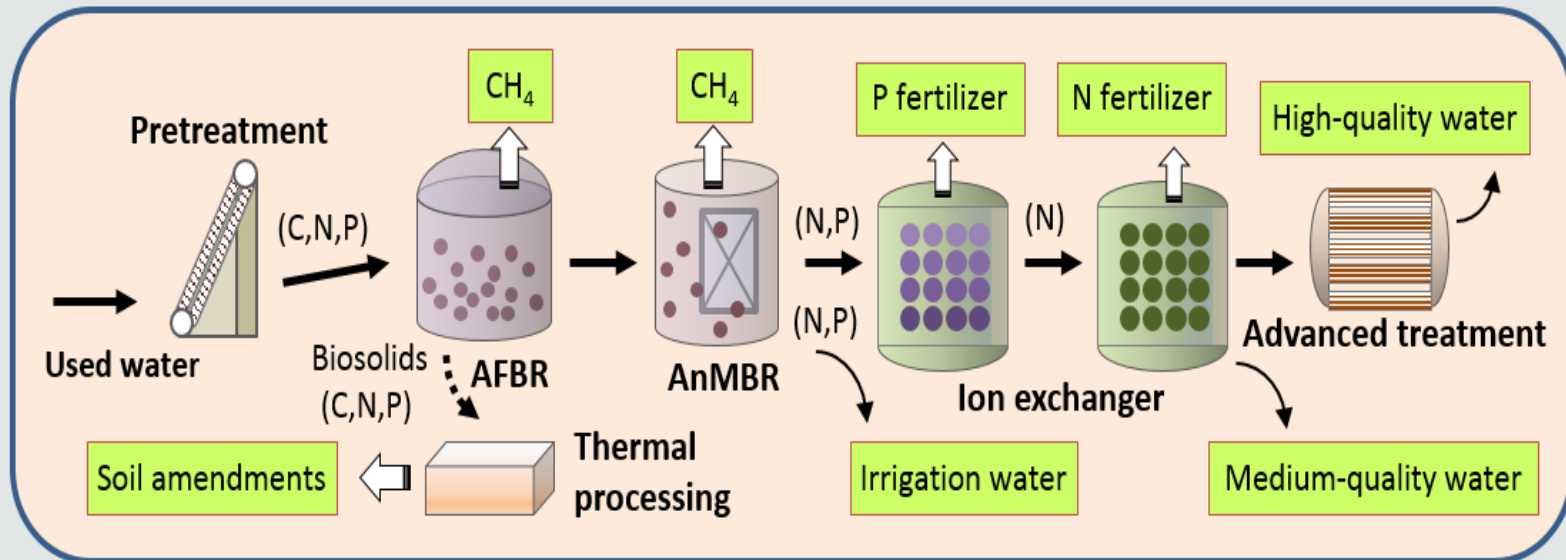 CH₄
CH₄
P fertilizer
N fertilizer
High-quality water
Pretreatment
(C,N,P)
(N,P)
(N)
(N,P)
Used water
Biosolids
(C,N,P)
AFBR
AnMBR
Ion exchanger
Advanced treatment
Soil amendments
Thermal
processing
Irrigation water
Medium-quality water